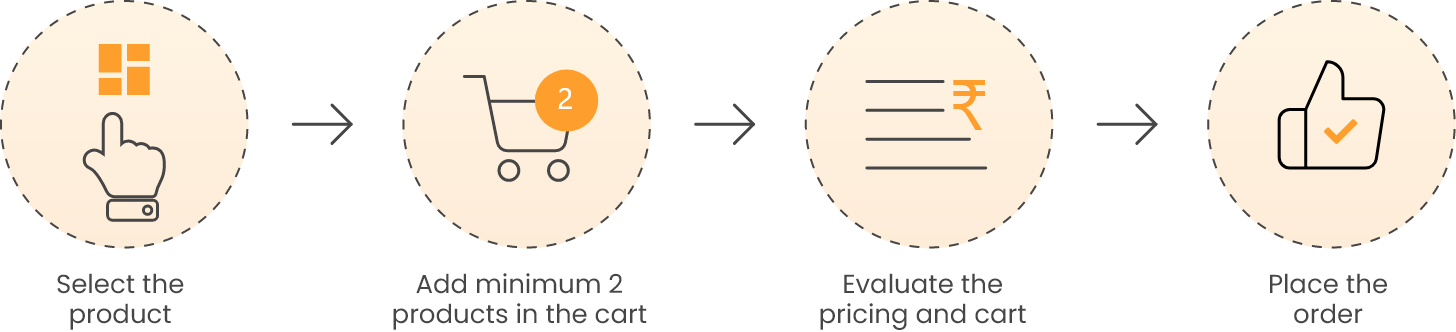 2
₹
Select the
product
Add minimum 2
products in the cart
Evaluate the
pricing and cart
Place the
order